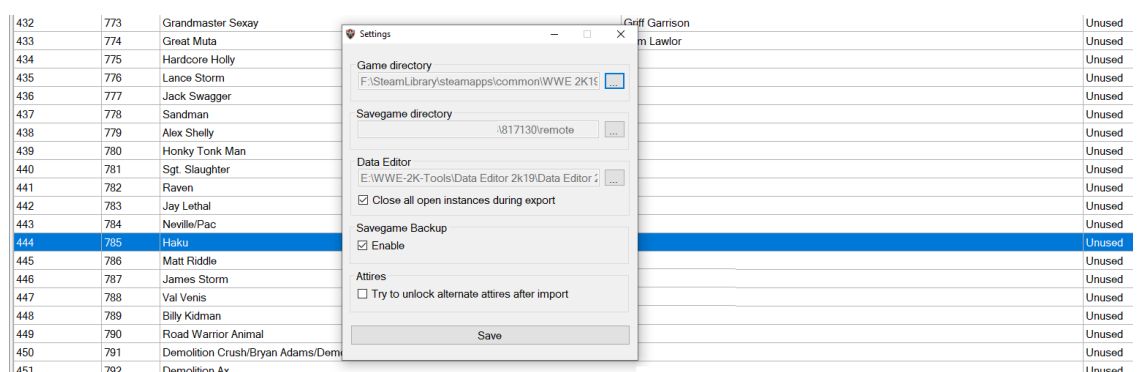 432 773 Grandmaster Sexay Griff Garrison Unused
433 774 Great Muta m Lawlor Unused
434 775 Hardcore Holly Unused
435 776 Lance Storm Unused
436 777 Jack Swagger Unused
437 778 Sandman Unused
438 779 Alex Shelly Unused
439 780 Honky Tonk Man Unused
440 781 Sgt. Slaughter Unused
441 782 Raven Unused
442 783 Jay Lethal Unused
443 784 Neville/Pac Unused
444 785 Haku Unused
445 786 Matt Riddle Unused
446 787 James Storm Unused
447 788 Val Venis Unused
448 789 Billy Kidman Unused
449 790 Road Warrior Animal Unused
450 791 Demolition Crush/Bryan Adams/Dem Unused
451 792 Demolition Ax Unused
Settings
Game directory
F:\SteamLibrary\steamapps\common\WWE 2K19 ...
Savegame directory
\817130\remote ...
Data Editor
E:\WWE-2K-Tools\Data Editor 2k19\Data Editor 2 ...
Close all open instances during export
Savegame Backup
Enable
Attires
Try to unlock alternate attires after import
Save